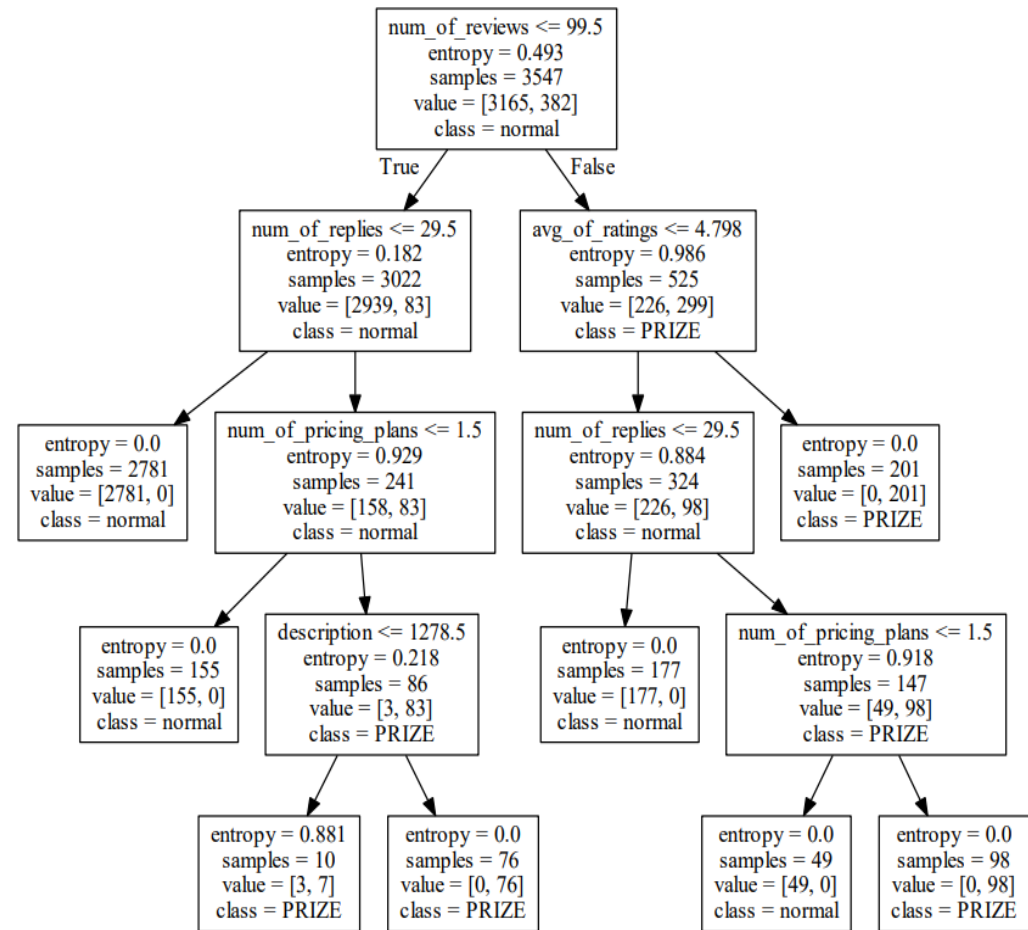 num_of_reviews <= 99.5
entropy = 0.493
samples = 3547
value = [3165, 382]
class = normal
True
False
num_of_replies <= 29.5
entropy = 0.182
samples = 3022
value = [2939, 83]
class = normal
avg_of_ratings <= 4.798
entropy = 0.986
samples = 525
value = [226, 299]
class = PRIZE
entropy = 0.0
samples = 2781
value = [2781, 0]
class = normal
num_of_pricing_plans <= 1.5
entropy = 0.929
samples = 241
value = [158, 83]
class = normal
num_of_replies <= 29.5
entropy = 0.884
samples = 324
value = [226, 98]
class = normal
entropy = 0.0
samples = 201
value = [0, 201]
class = PRIZE
entropy = 0.0
samples = 155
value = [155, 0]
class = normal
description <= 1278.5
entropy = 0.218
samples = 86
value = [3, 83]
class = PRIZE
entropy = 0.0
samples = 177
value = [177, 0]
class = normal
num_of_pricing_plans <= 1.5
entropy = 0.918
samples = 147
value = [49, 98]
class = PRIZE
entropy = 0.881
samples = 10
value = [3, 7]
class = PRIZE
entropy = 0.0
samples = 76
value = [0, 76]
class = PRIZE
entropy = 0.0
samples = 49
value = [49, 0]
class = normal
entropy = 0.0
samples = 98
value = [0, 98]
class = PRIZE